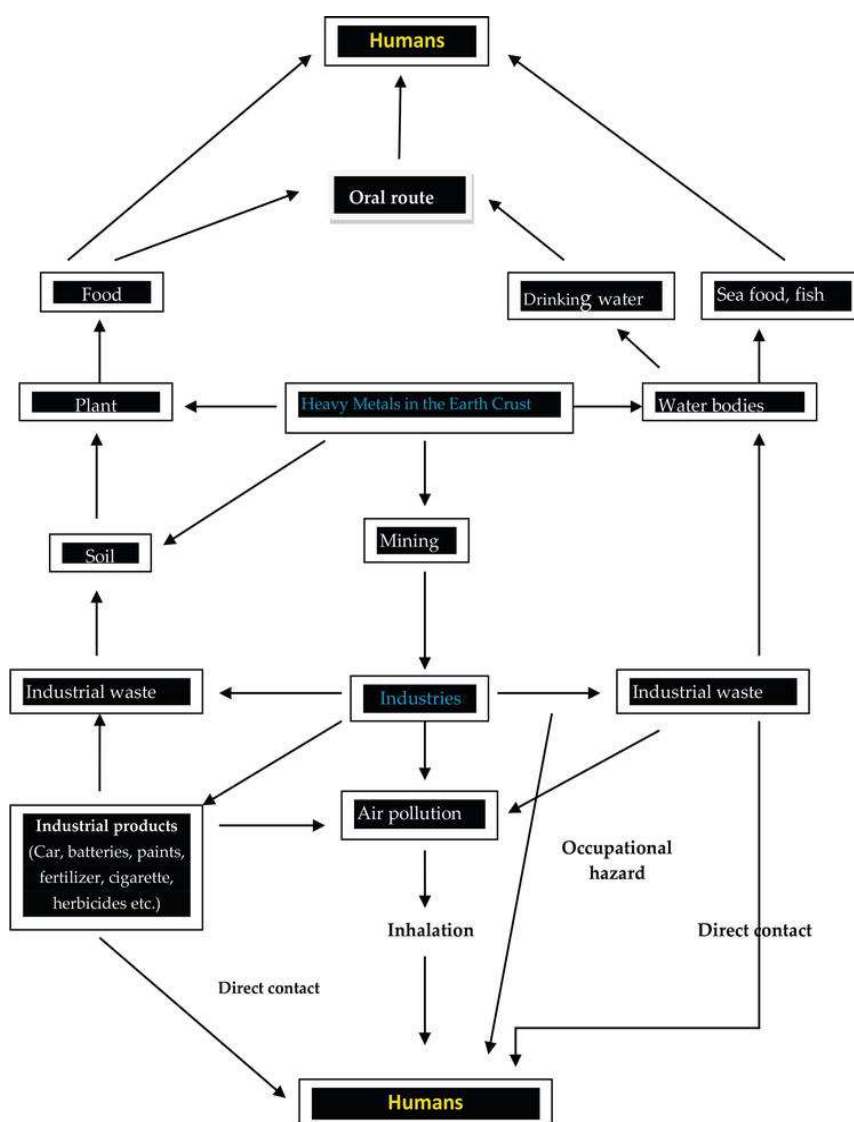 Humans
Oral route
Food
Drinking water
Sea food, fish
Plant
Heavy Metals in the Earth Crust
Water bodies
Soil
Mining
Industrial waste
Industries
Industrial waste
Industrial products
(Car, batteries, paints,
fertilizer, cigarette,
herbicides etc.)
Air pollution
Occupational
hazard
Inhalation
Direct contact
Direct contact
Humans